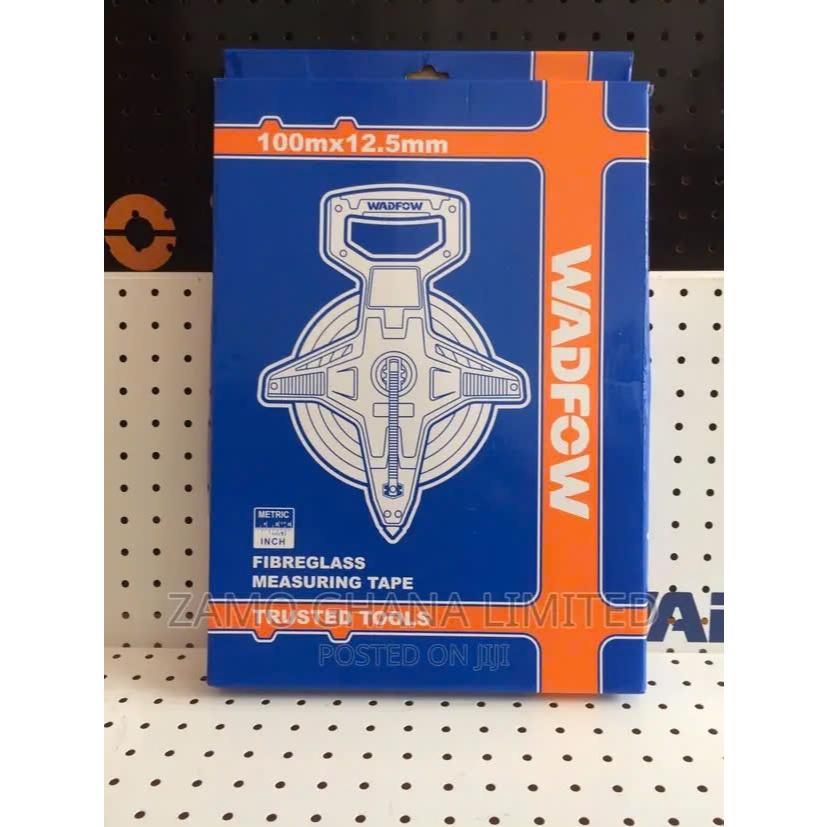 100mx12.5mm
WADFOW
WADFOW
METRIC
INCH
FIBREGLASS
MEASURING TAPE
TRUSTED TOOLS
ZAMO GHANA LIMITED
POSTED ON JIJI